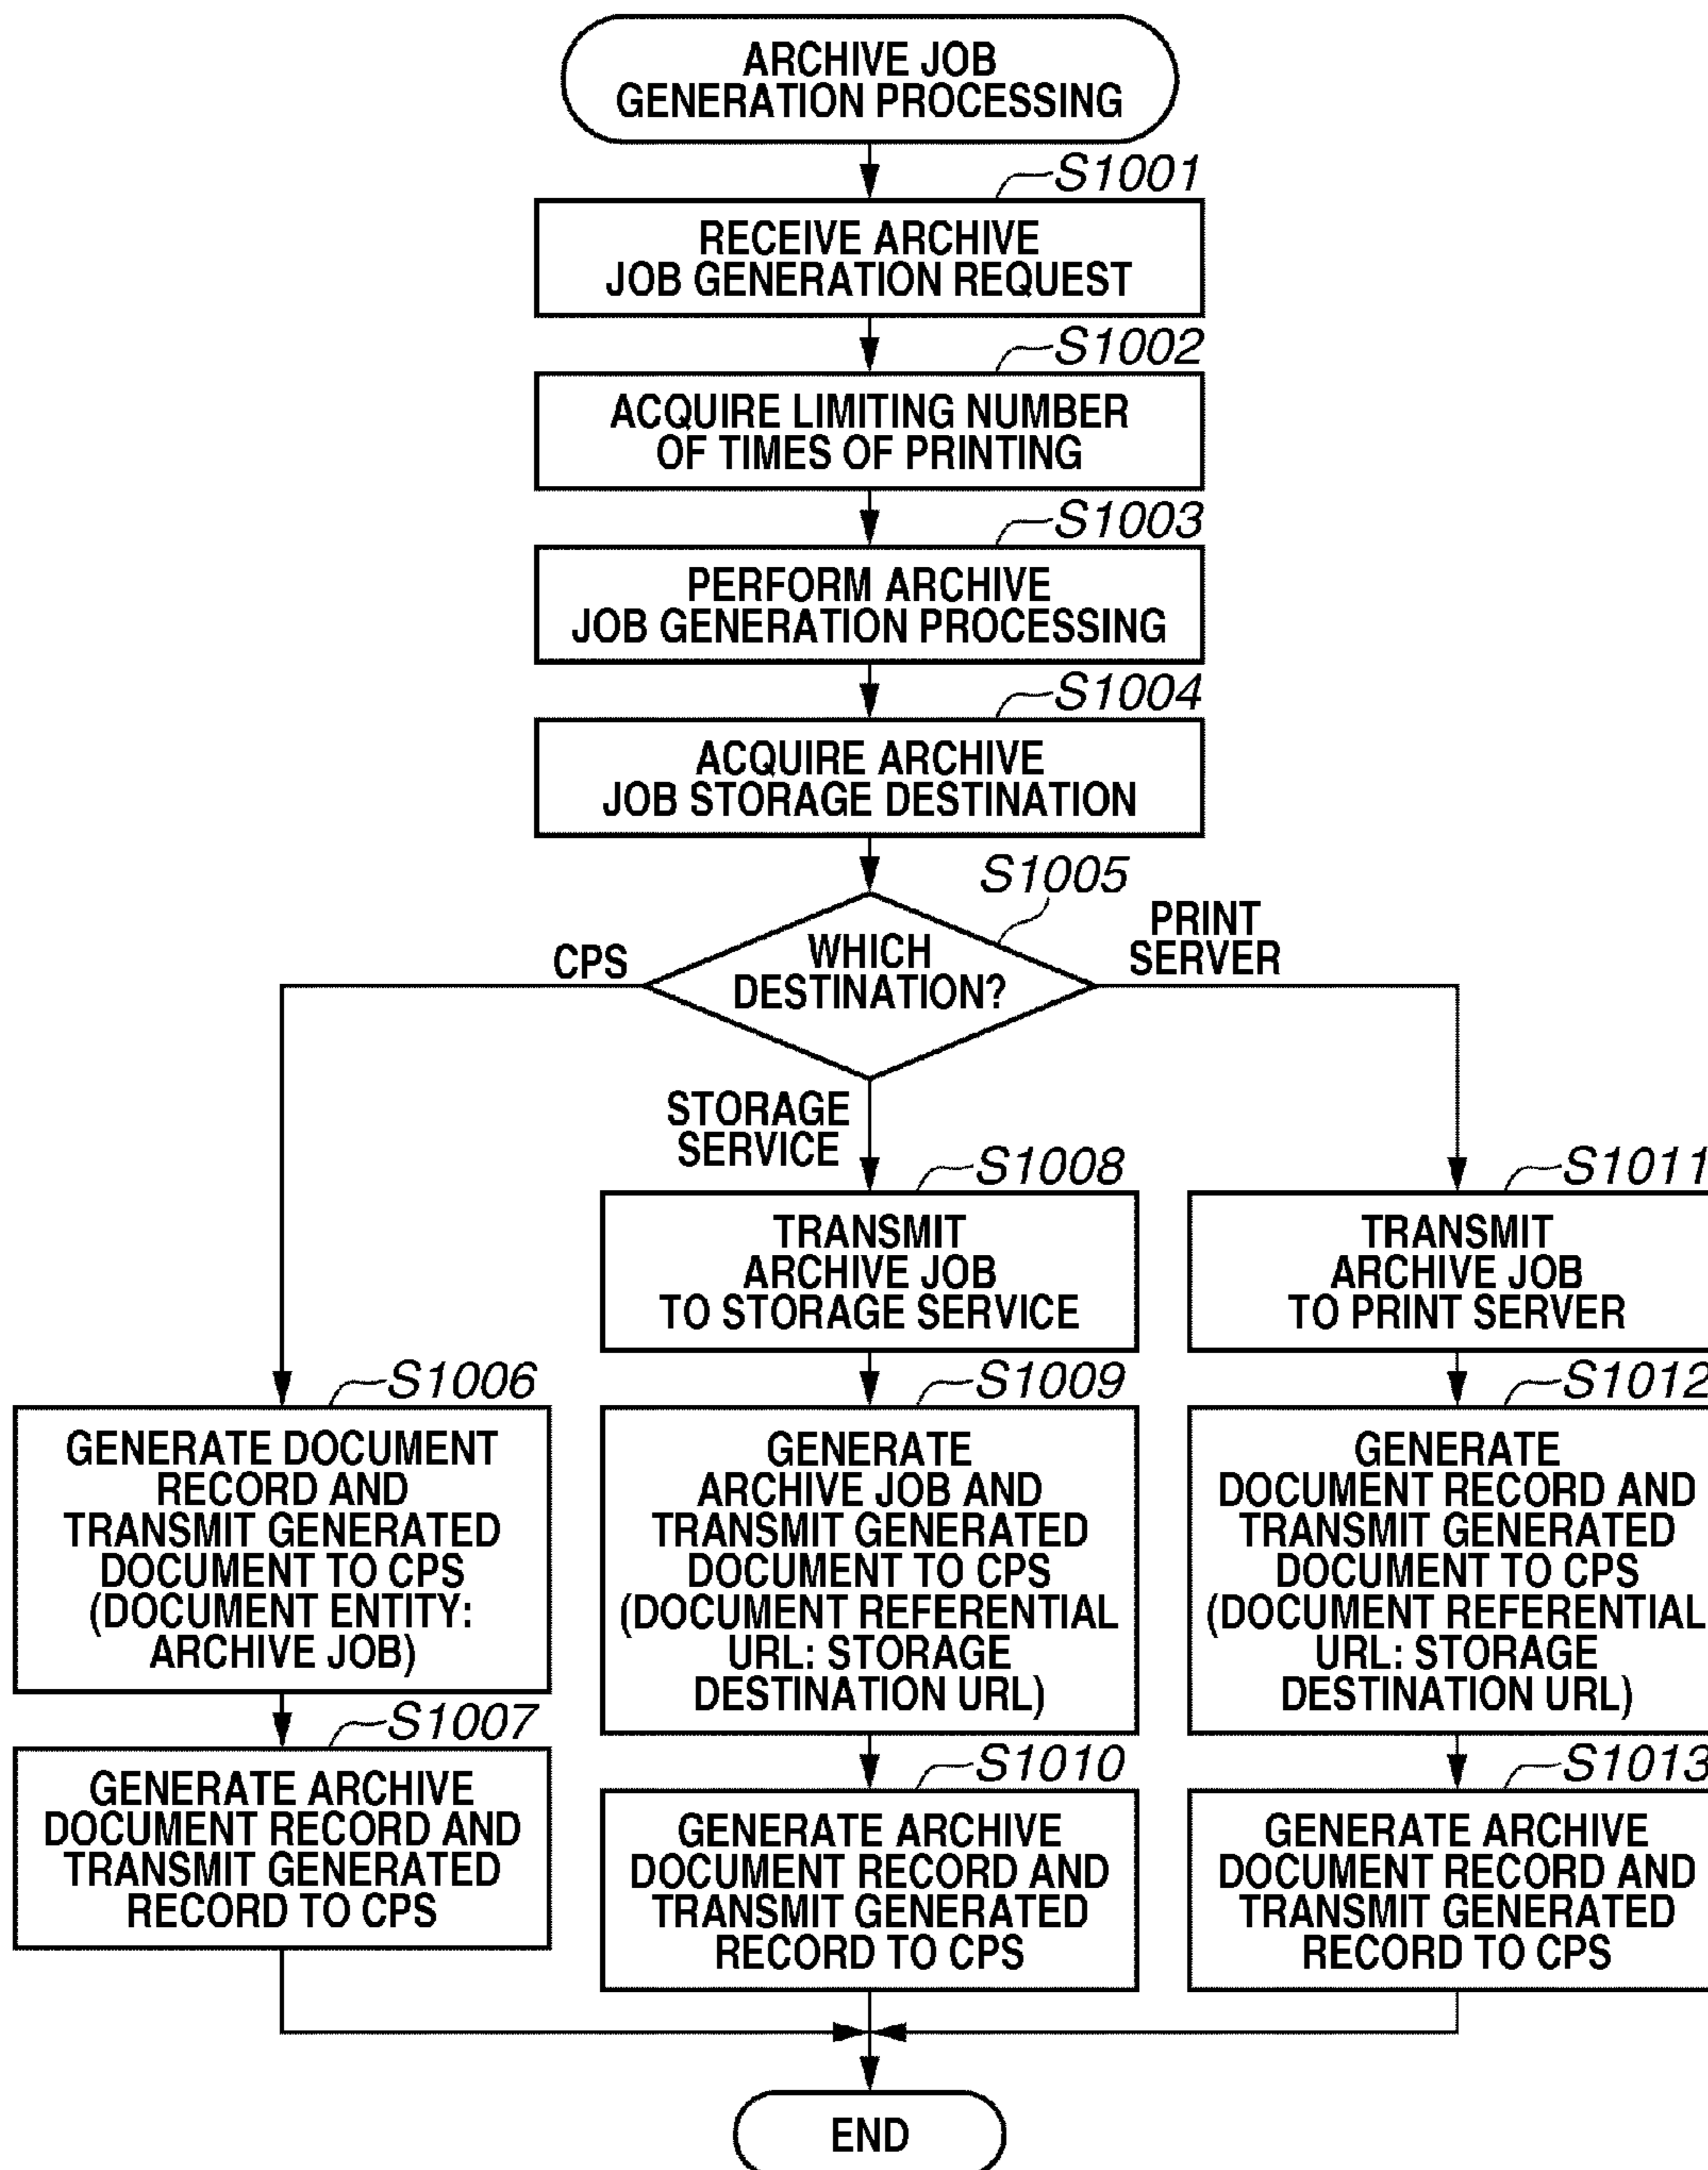 ARCHIVE JOB
GENERATION PROCESSING
S1001
RECEIVE ARCHIVE
JOB GENERATION REQUEST
S1002
ACQUIRE LIMITING NUMBER
OF TIMES OF PRINTING
S1003
PERFORM ARCHIVE
JOB GENERATION PROCESSING
S1004
ACQUIRE ARCHIVE
JOB STORAGE DESTINATION
S1005
WHICH
DESTINATION?
CPS
STORAGE
SERVICE
PRINT
SERVER
S1006
GENERATE DOCUMENT
RECORD AND
TRANSMIT GENERATED
DOCUMENT TO CPS
(DOCUMENT ENTITY:
ARCHIVE JOB)
S1007
GENERATE ARCHIVE
DOCUMENT RECORD AND
TRANSMIT GENERATED
RECORD TO CPS
S1008
TRANSMIT
ARCHIVE JOB
TO STORAGE SERVICE
S1009
GENERATE
ARCHIVE JOB AND
TRANSMIT GENERATED
DOCUMENT TO CPS
(DOCUMENT REFERENTIAL
URL: STORAGE
DESTINATION URL)
S1010
GENERATE ARCHIVE
DOCUMENT RECORD AND
TRANSMIT GENERATED
RECORD TO CPS
S1011
TRANSMIT
ARCHIVE JOB
TO PRINT SERVER
S1012
GENERATE
DOCUMENT RECORD AND
TRANSMIT GENERATED
DOCUMENT TO CPS
(DOCUMENT REFERENTIAL
URL: STORAGE
DESTINATION URL)
S1013
GENERATE ARCHIVE
DOCUMENT RECORD AND
TRANSMIT GENERATED
RECORD TO CPS
END